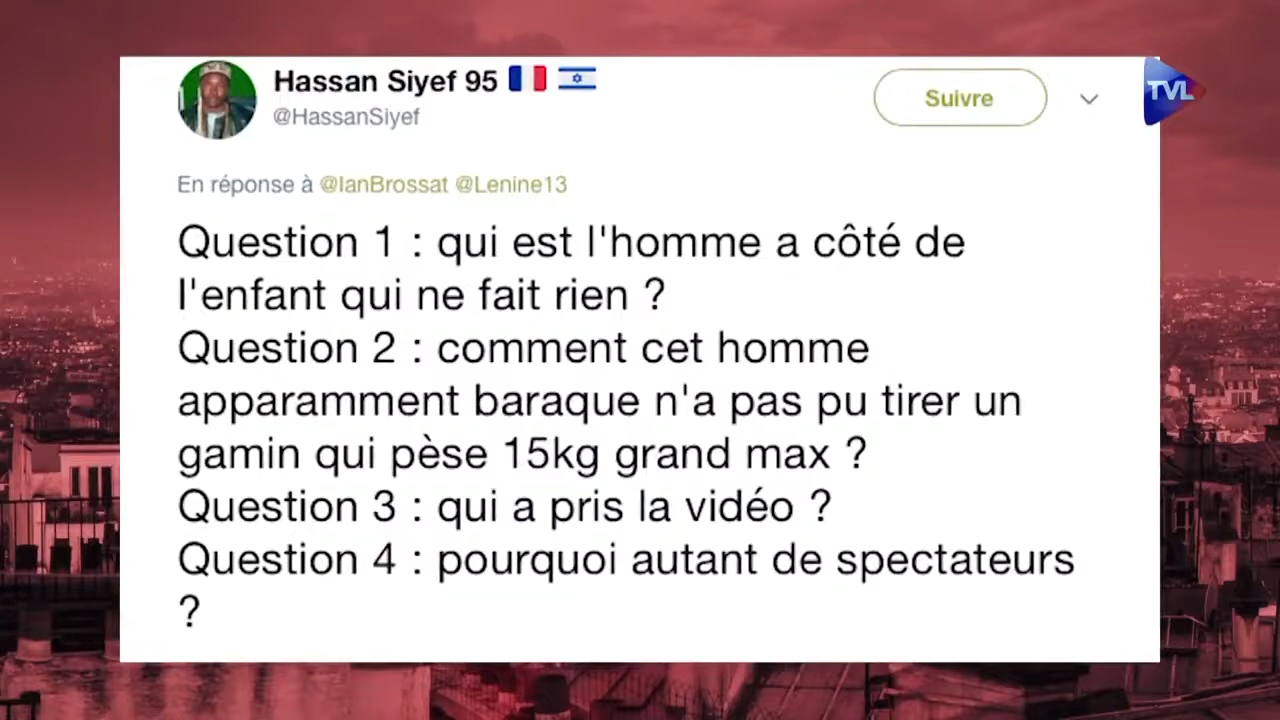 Hassan Siyef 95
@HassanSiyef
Suivre
TVL
En réponse à @IanBrossat @Lenine13
Question 1 : qui est l'homme a côté de
l'enfant qui ne fait rien ?
Question 2 : comment cet homme
apparamment baraque n'a pas pu tirer un
gamin qui pèse 15kg grand max ?
Question 3 : qui a pris la vidéo ?
Question 4 : pourquoi autant de spectateurs
?